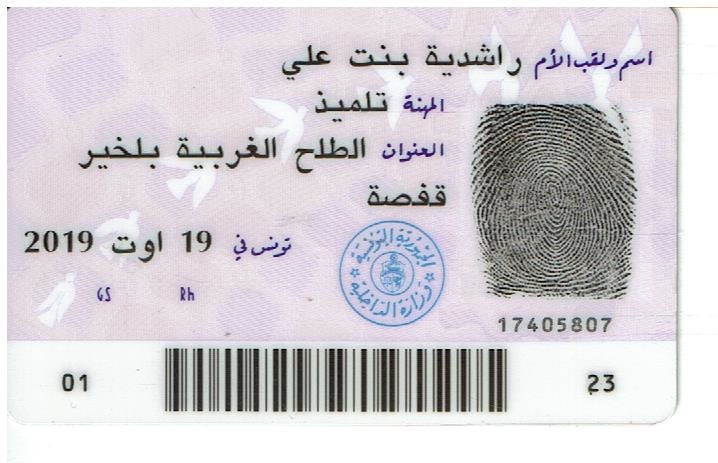 اسم ولقب الأم راشدية بنت علي
المهنة تلميذ
العنوان الطلح الغربية بلخير
قفصة
تونس في 19 اوت 2019
GS Rh
الجمهورية التونسية
وزارة الداخلية
17405807
01 23